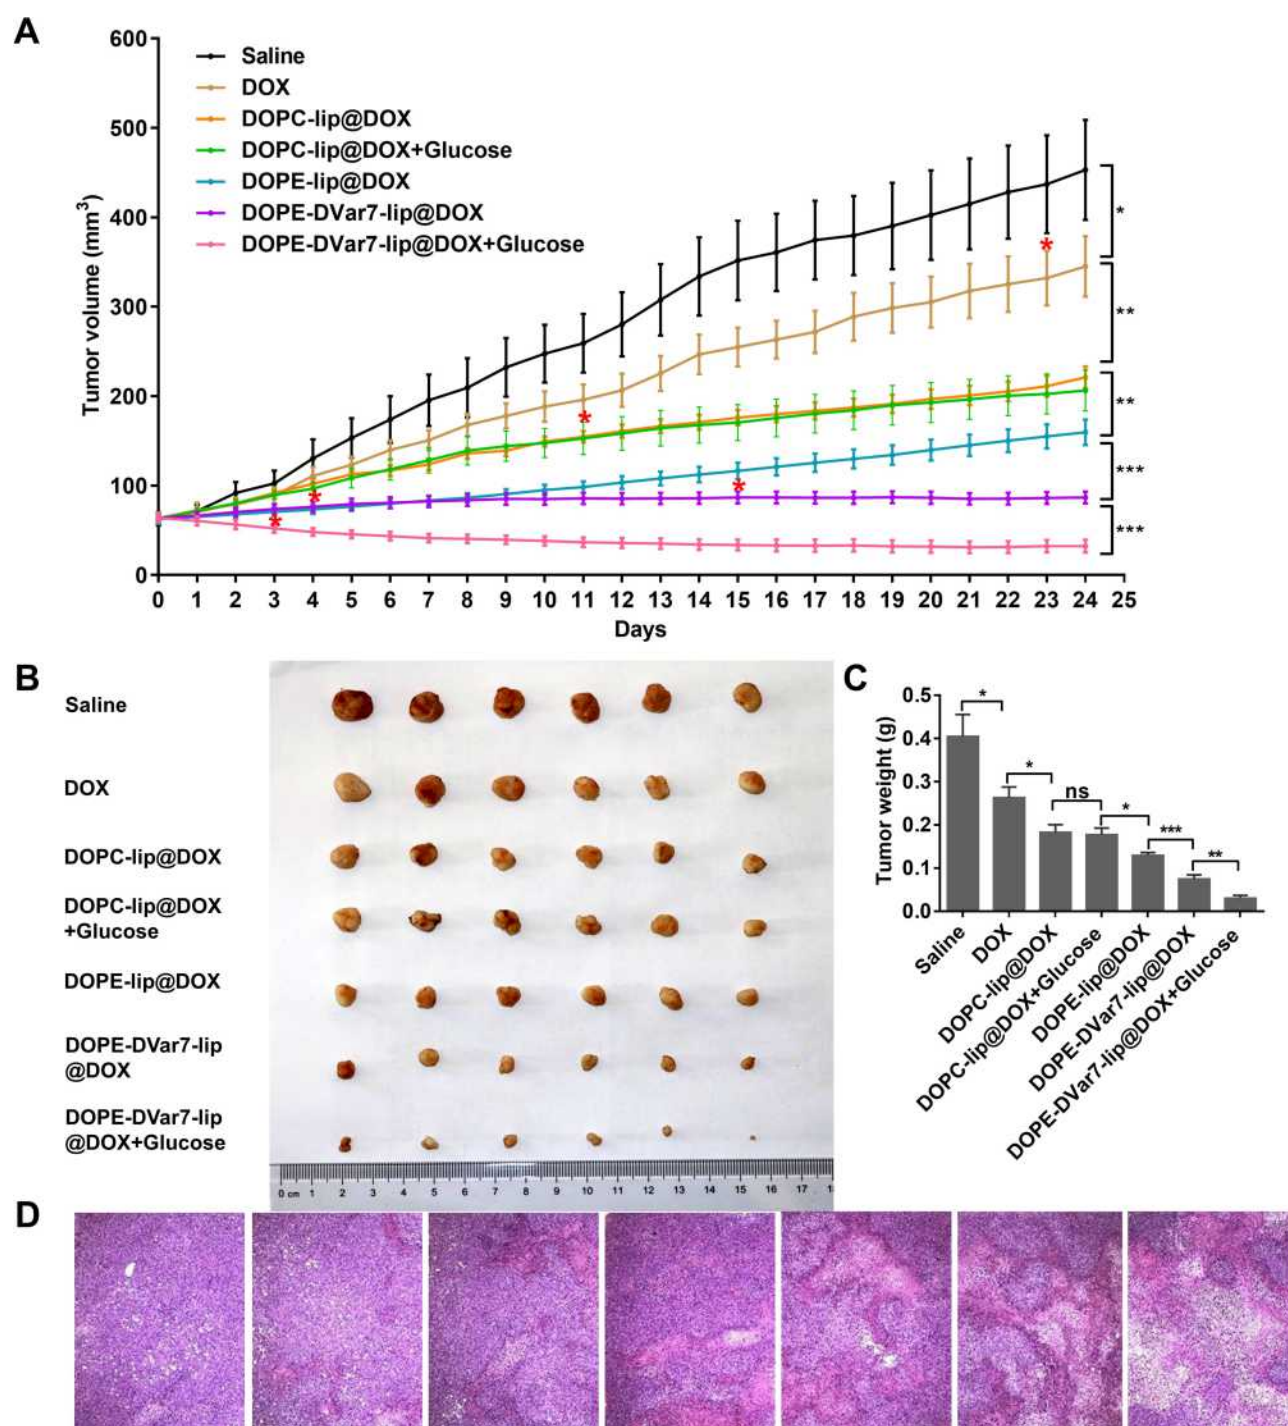 A
600
500
400
300
200
100
0
Tumor volume (mm3)
Saline
DOX
DOPC-lip@DOX
DOPC-lip@DOX+Glucose
DOPE-lip@DOX
DOPE-DVar7-lip@DOX
DOPE-DVar7-lip@DOX+Glucose
*
**
**
***
***
*
*
*
*
*
0 1 2 3 4 5 6 7 8 9 10 11 12 13 14 15 16 17 18 19 20 21 22 23 24 25
Days
B
Saline
DOX
DOPC-lip@DOX
DOPC-lip@DOX
+Glucose
DOPE-lip@DOX
DOPE-DVar7-lip
@DOX
DOPE-DVar7-lip
@DOX+Glucose
0 cm 1 2 3 4 5 6 7 8 9 10 11 12 13 14 15 16 17
C
0.5
0.4
0.3
0.2
0.1
0.0
Tumor weight (g)
*
*
ns
*
***
**
Saline
DOX
DOPC-lip@DOX
DOPC-lip@DOX+Glucose
DOPE-lip@DOX
DOPE-DVar7-lip@DOX
DOPE-DVar7-lip@DOX+Glucose
D